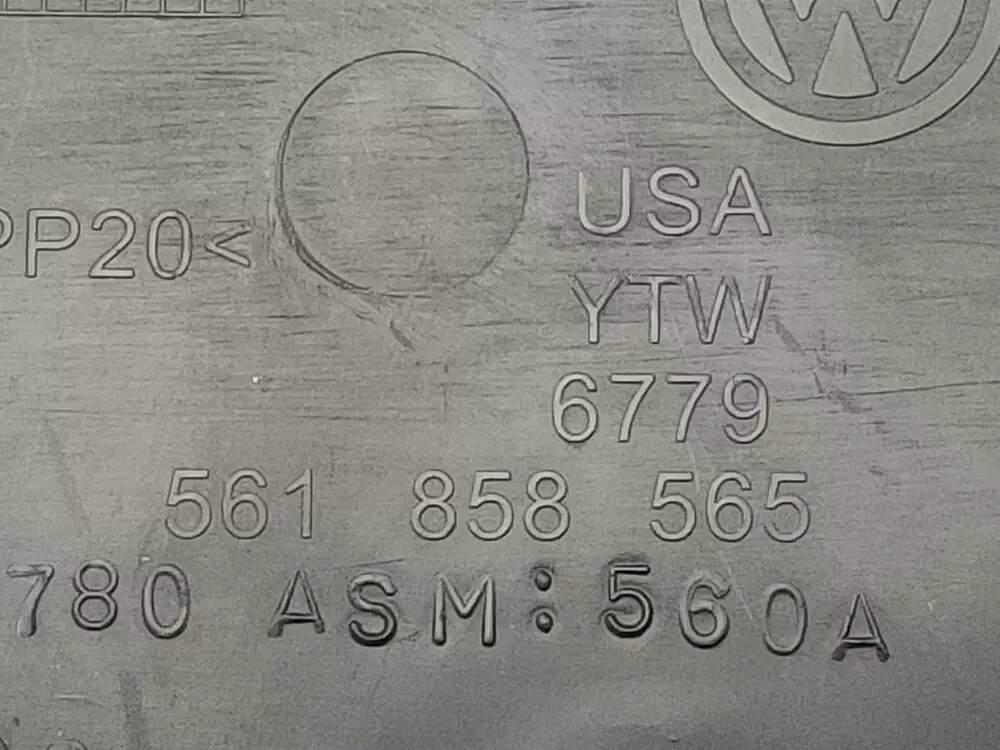 PP20<
USA
YTW
6779
561 858 565
780 ASM:560A